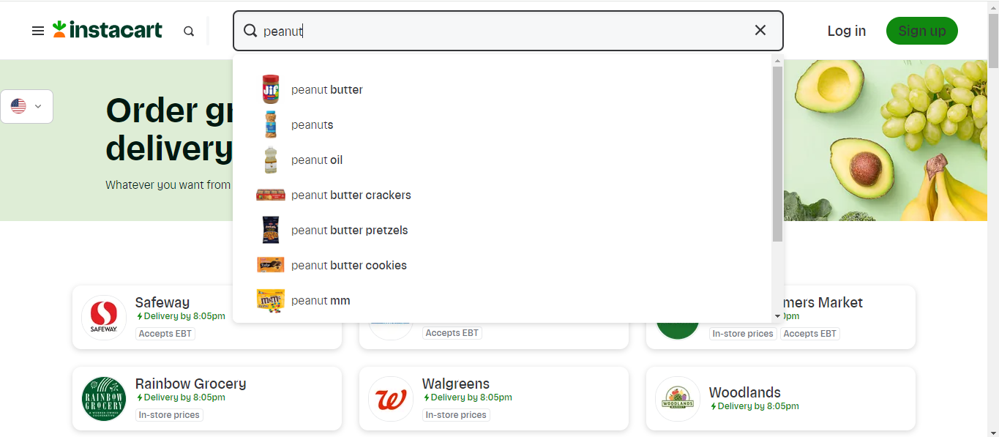 instacart
peanut
Log in
Sign up
Order gr
delivery
Whatever you want from
Jif
peanut butter
peanuts
peanut oil
peanut butter crackers
peanut butter pretzels
peanut butter cookies
m&m's
peanut mm
SAFEWAY
Safeway
Delivery by 8:05pm
Accepts EBT
Accepts EBT
mers Market
0pm
In-store prices
Accepts EBT
RAINBOW
GROCERY
Rainbow Grocery
Delivery by 8:05pm
In-store prices
W
Walgreens
Delivery by 8:05pm
In-store prices
WOODLANDS
MARKET
Woodlands
Delivery by 8:05pm